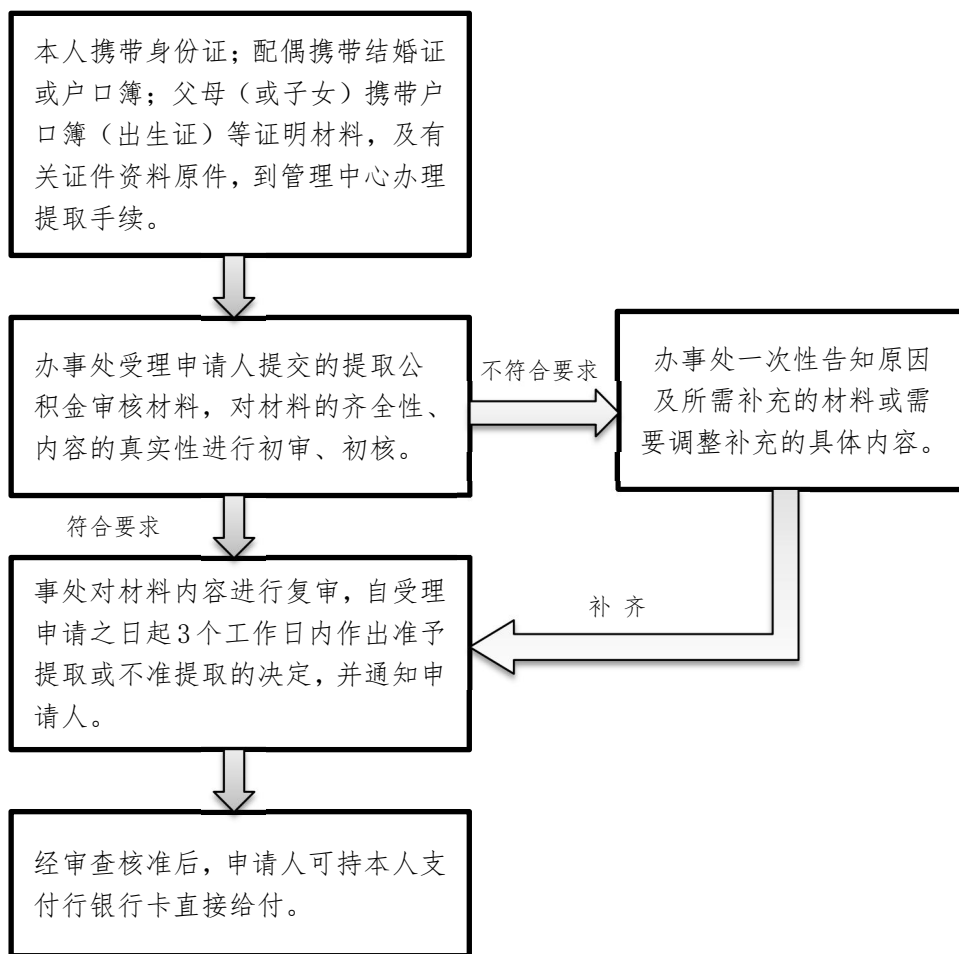 本人携带身份证；配偶携带结婚证
或户口簿；父母（或子女）携带户
口簿（出生证）等证明材料，及有
关证件资料原件，到管理中心办理
提取手续。
办事处受理申请人提交的提取公
积金审核材料，对材料的齐全性、
内容的真实性进行初审、初核。
不符合要求
办事处一次性告知原因
及所需补充的材料或需
要调整补充的具体内容。
符合要求
补 齐
事处对材料内容进行复审，自受理
申请之日起3个工作日内作出准予
提取或不准提取的决定，并通知申
请人。
经审查核准后，申请人可持本人支
付行银行卡直接给付。